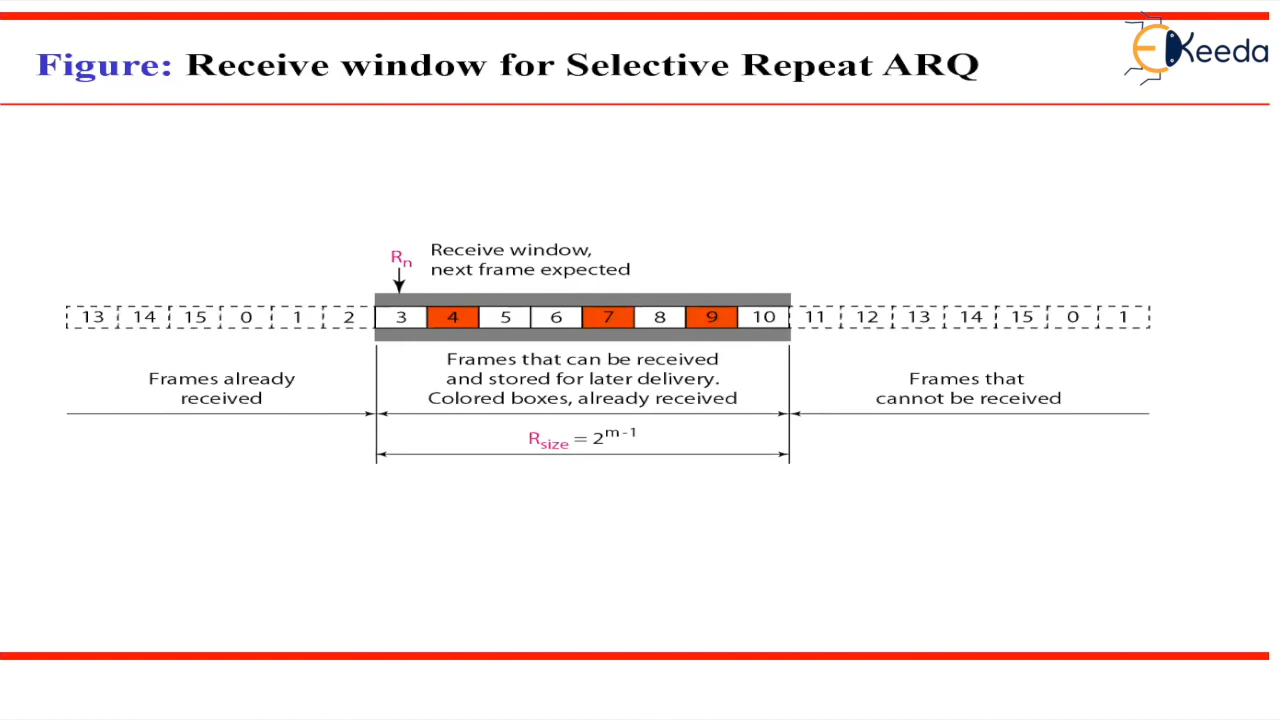 Figure: Receive window for Selective Repeat ARQ
EKeeda
Rn
Receive window,
next frame expected
13 14 15 0 1 2 3 4 5 6 7 8 9 10 11 12 13 14 15 0 1
Frames already
received
Frames that can be received
and stored for later delivery.
Colored boxes, already received
Frames that
cannot be received
Rsize = 2^m-1